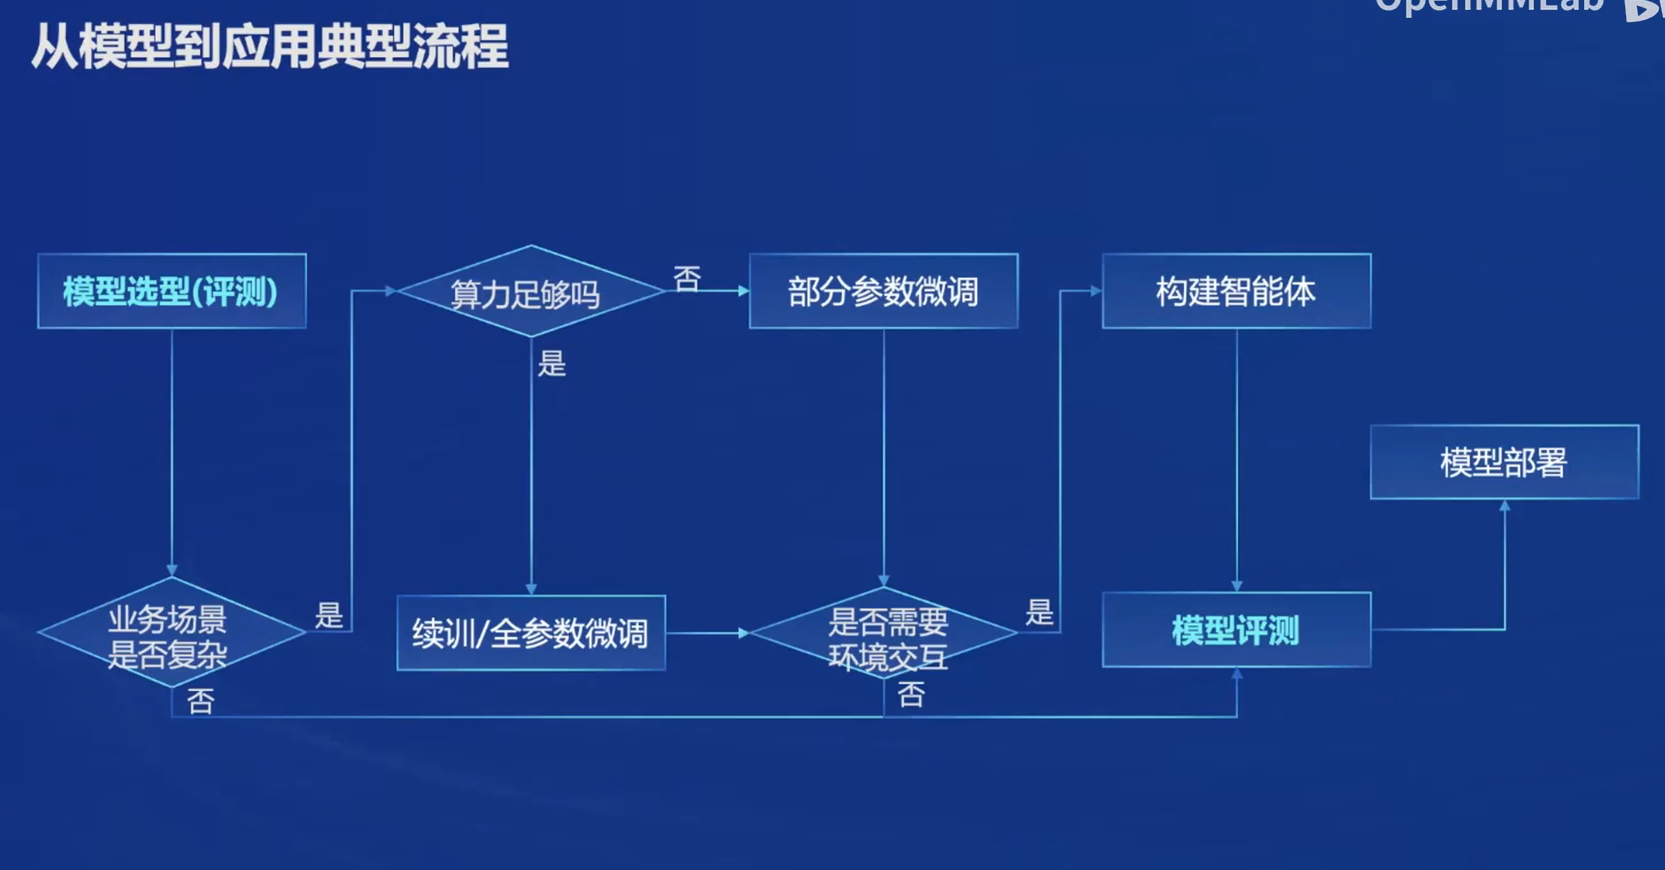 从模型到应用典型流程
OpenMMLab
模型选型(评测)
算力足够吗
否
部分参数微调
构建智能体
是
模型部署
业务场景
是否复杂
是
续训/全参数微调
是否需要
环境交互
是
模型评测
否
否